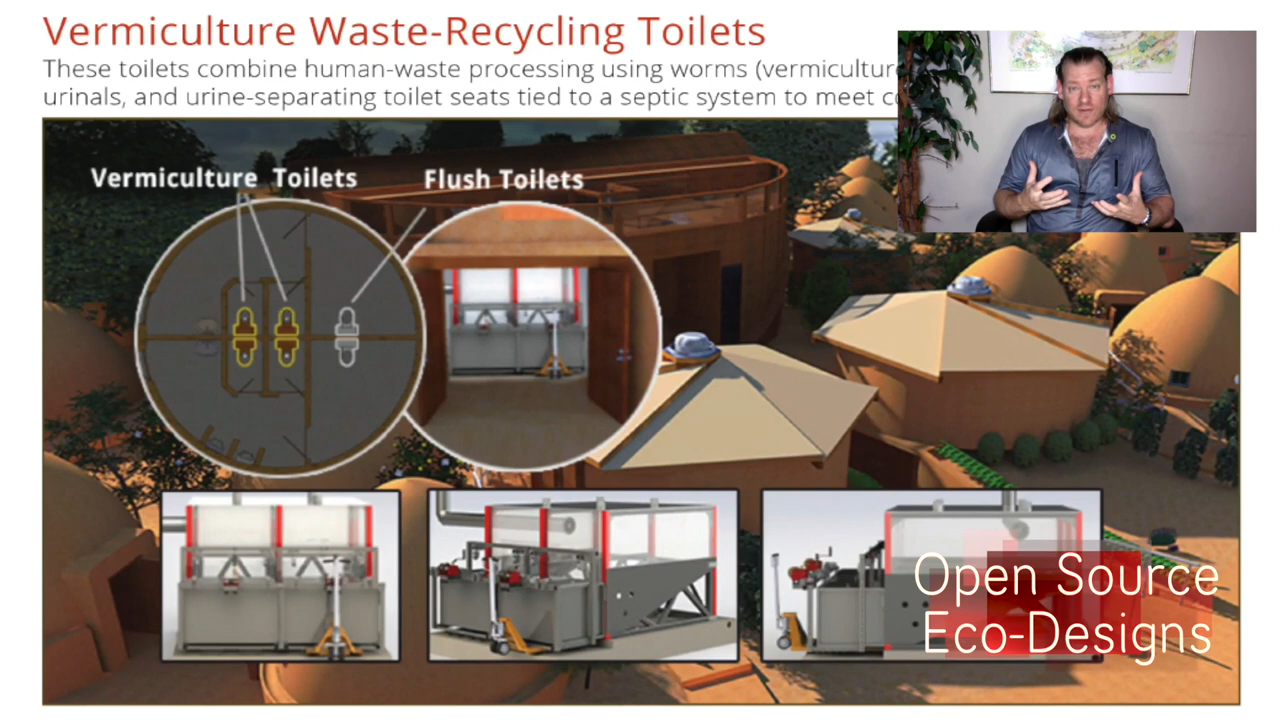 Vermiculture Waste-Recycling Toilets
These toilets combine human-waste processing using worms (vermiculture
urinals, and urine-separating toilet seats tied to a septic system to meet
Vermiculture Toilets
Flush Toilets
Open Source
Eco-Designs